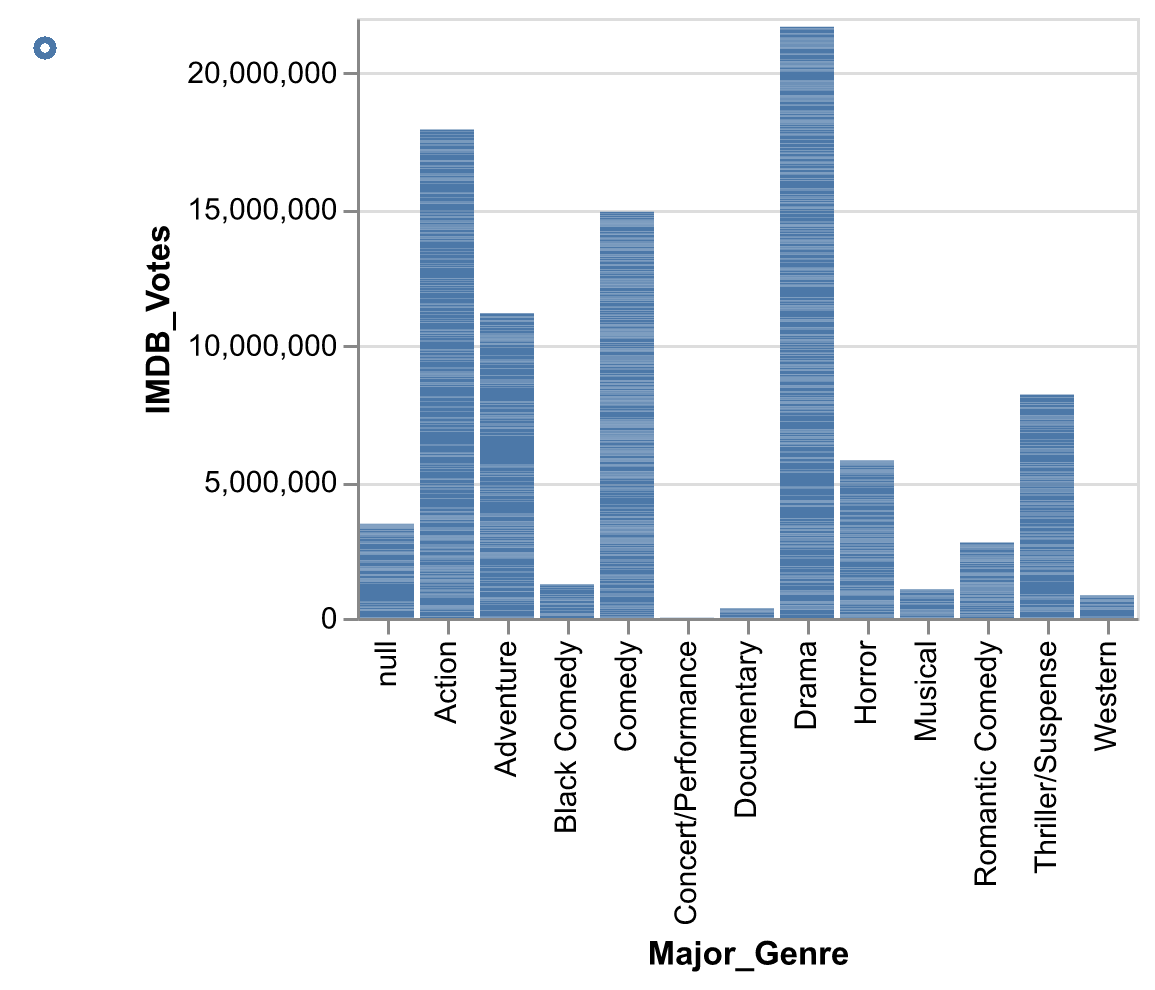 20,000,000
15,000,000
10,000,000
5,000,000
0
IMDB_Votes
null
Action
Adventure
Black Comedy
Comedy
Concert/Performance
Documentary
Drama
Horror
Musical
Romantic Comedy
Thriller/Suspense
Western
Major_Genre